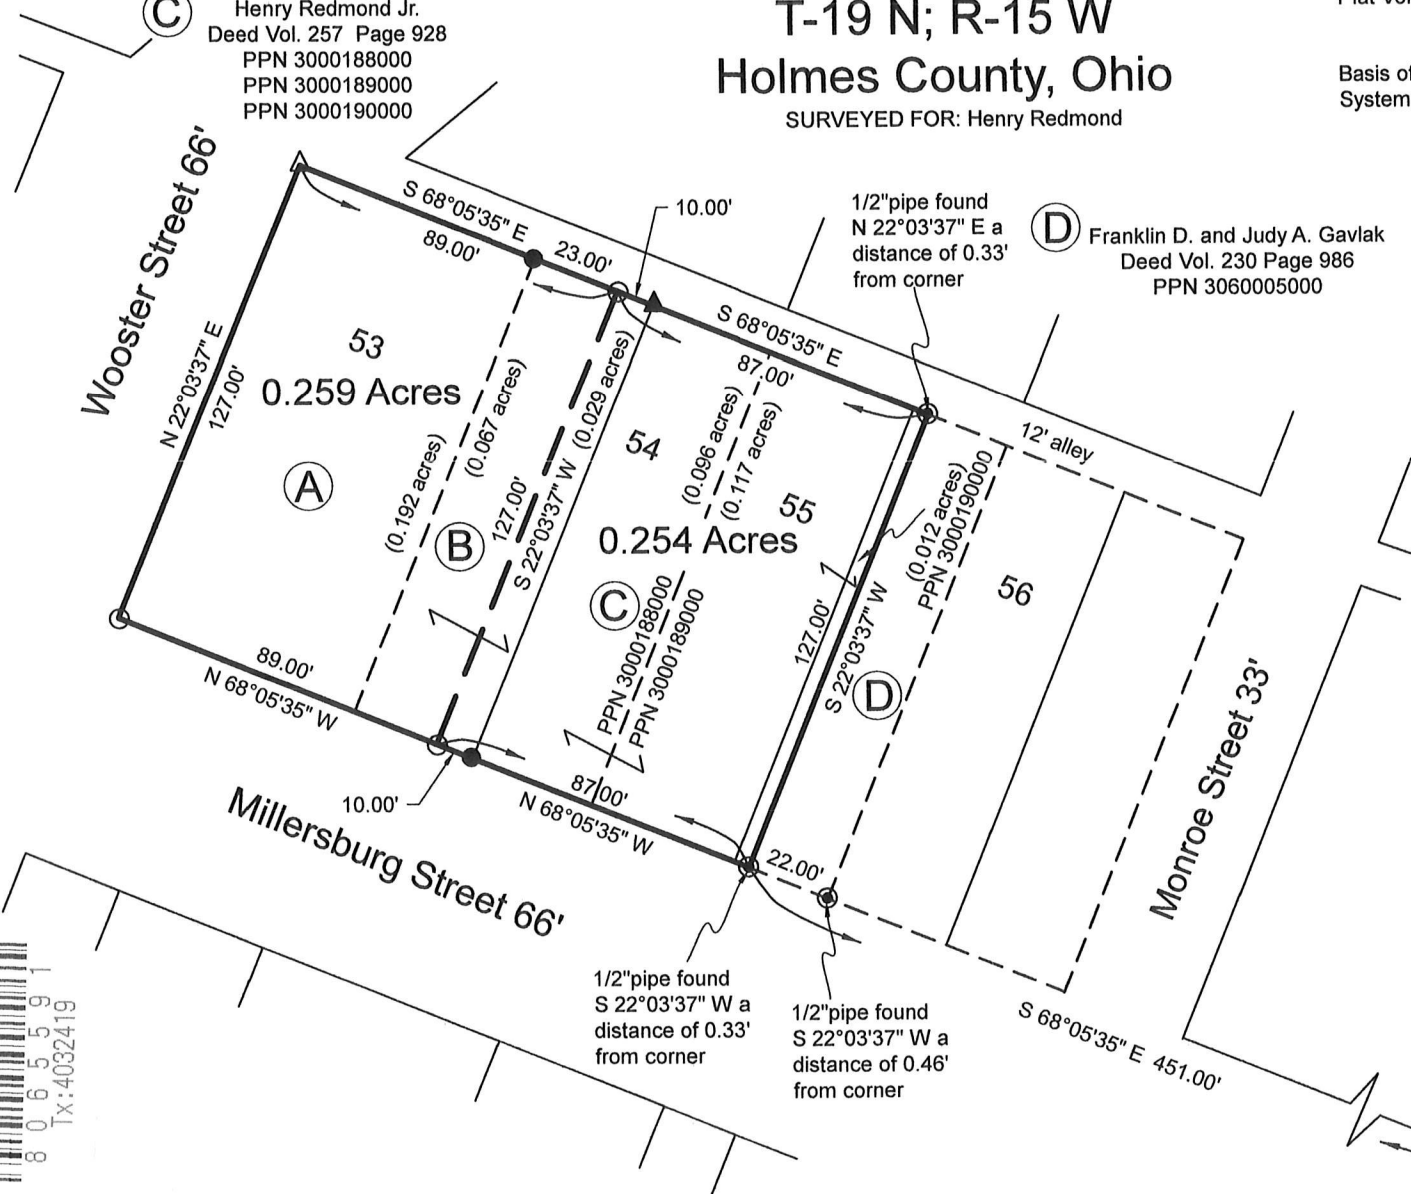 C
Henry Redmond Jr.
Deed Vol. 257 Page 928
PPN 3000188000
PPN 3000189000
PPN 3000190000
T-19 N; R-15 W
Holmes County, Ohio
SURVEYED FOR: Henry Redmond
Basis of
System
Wooster Street 66'
S 68°05'35" E
89.00'
23.00'
10.00'
1/2"pipe found
N 22°03'37" E a
distance of 0.33'
from corner
D
Franklin D. and Judy A. Gavlak
Deed Vol. 230 Page 986
PPN 3060005000
S 68°05'35" E
87.00'
12' alley
N 22°03'37" E
127.00'
53
0.259 Acres
A
(0.192 acres)
(0.067 acres)
B
127.00'
S 22°03'37" W
(0.029 acres)
54
(0.096 acres)
(0.117 acres)
55
0.254 Acres
C
PPN 3000188000
PPN 3000189000
127.00'
S 22°03'37" W
(0.012 acres)
PPN 3000190000
D
56
Monroe Street 33'
89.00'
N 68°05'35" W
10.00'
87.00'
N 68°05'35" W
22.00'
Millersburg Street 66'
1/2"pipe found
S 22°03'37" W a
distance of 0.33'
from corner
1/2"pipe found
S 22°03'37" W a
distance of 0.46'
from corner
S 68°05'35" E 451.00'
8065591
Tx:4032419